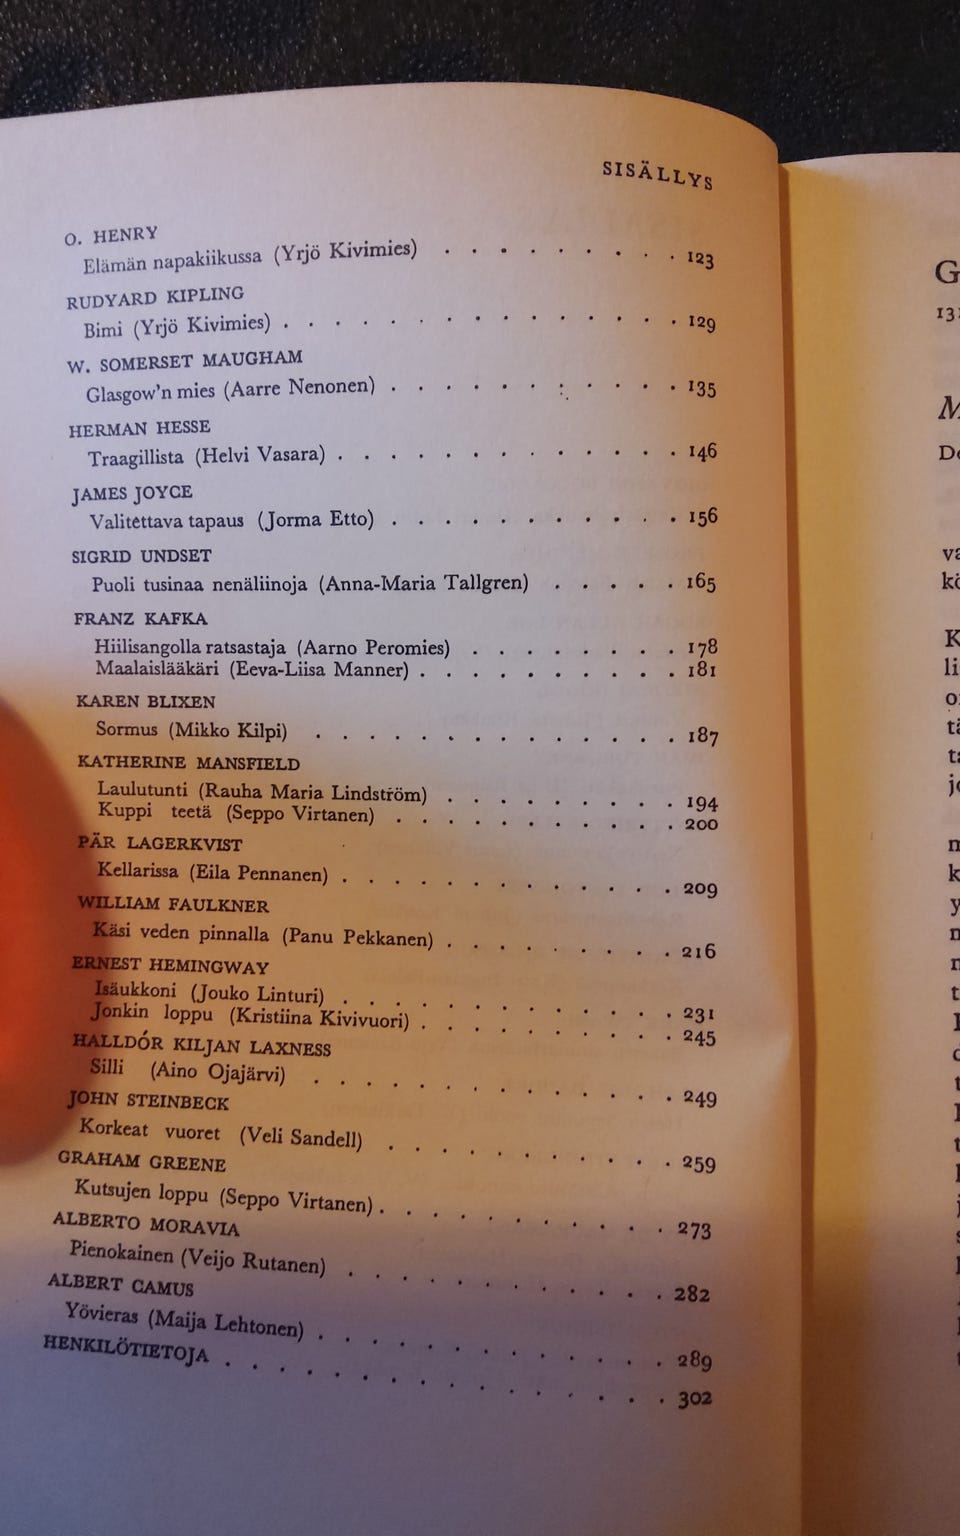 SISÄLLYS
O. HENRY
Elämän napakiikussa (Yrjö Kivimies) . . . . . . . . . 123
RUDYARD KIPLING
Bimi (Yrjö Kivimies) . . . . . . . . . . . . . . . 129
W. SOMERSET MAUGHAM
Glasgow'n mies (Aarre Nenonen) . . . . . . . . . . . 135
HERMAN HESSE
Traagillista (Helvi Vasara) . . . . . . . . . . . . . 146
JAMES JOYCE
Valitettava tapaus (Jorma Etto) . . . . . . . . . . . 156
SIGRID UNDSET
Puoli tusinaa nenäliinoja (Anna-Maria Tallgren) . . . . . 165
FRANZ KAFKA
Hiilisangolla ratsastaja (Aarno Peromies) . . . . . . . . 178
Maalaislääkäri (Eeva-Liisa Manner) . . . . . . . . . . 181
KAREN BLIXEN
Sormus (Mikko Kilpi) . . . . . . . . . . . . . . 187
KATHERINE MANSFIELD
Laulutunti (Rauha Maria Lindström) . . . . . . . . . 194
Kuppi teetä (Seppo Virtanen) . . . . . . . . . . . 200
PÄR LAGERKVIST
Kellarissa (Eila Pennanen) . . . . . . . . . . . . . 209
WILLIAM FAULKNER
Käsi veden pinnalla (Panu Pekkanen) . . . . . . . . . 216
ERNEST HEMINGWAY
Isäukkoni (Jouko Linturi) . . . . . . . . . . . . . 231
Jonkin loppu (Kristiina Kivivuori) . . . . . . . . . . 245
HALLDÓR KILJAN LAXNESS
Silli (Aino Ojajärvi) . . . . . . . . . . . . . . 249
JOHN STEINBECK
Korkeat vuoret (Veli Sandell) . . . . . . . . . . . 259
GRAHAM GREENE
Kutsujen loppu (Seppo Virtanen) . . . . . . . . . . . 273
ALBERTO MORAVIA
Pienokainen (Veijo Rutanen) . . . . . . . . . . . . 282
ALBERT CAMUS
Yövieras (Maija Lehtonen) . . . . . . . . . . . . . 289
HENKILÖTIETOJA . . . . . . . . . . . . . . . . . 302